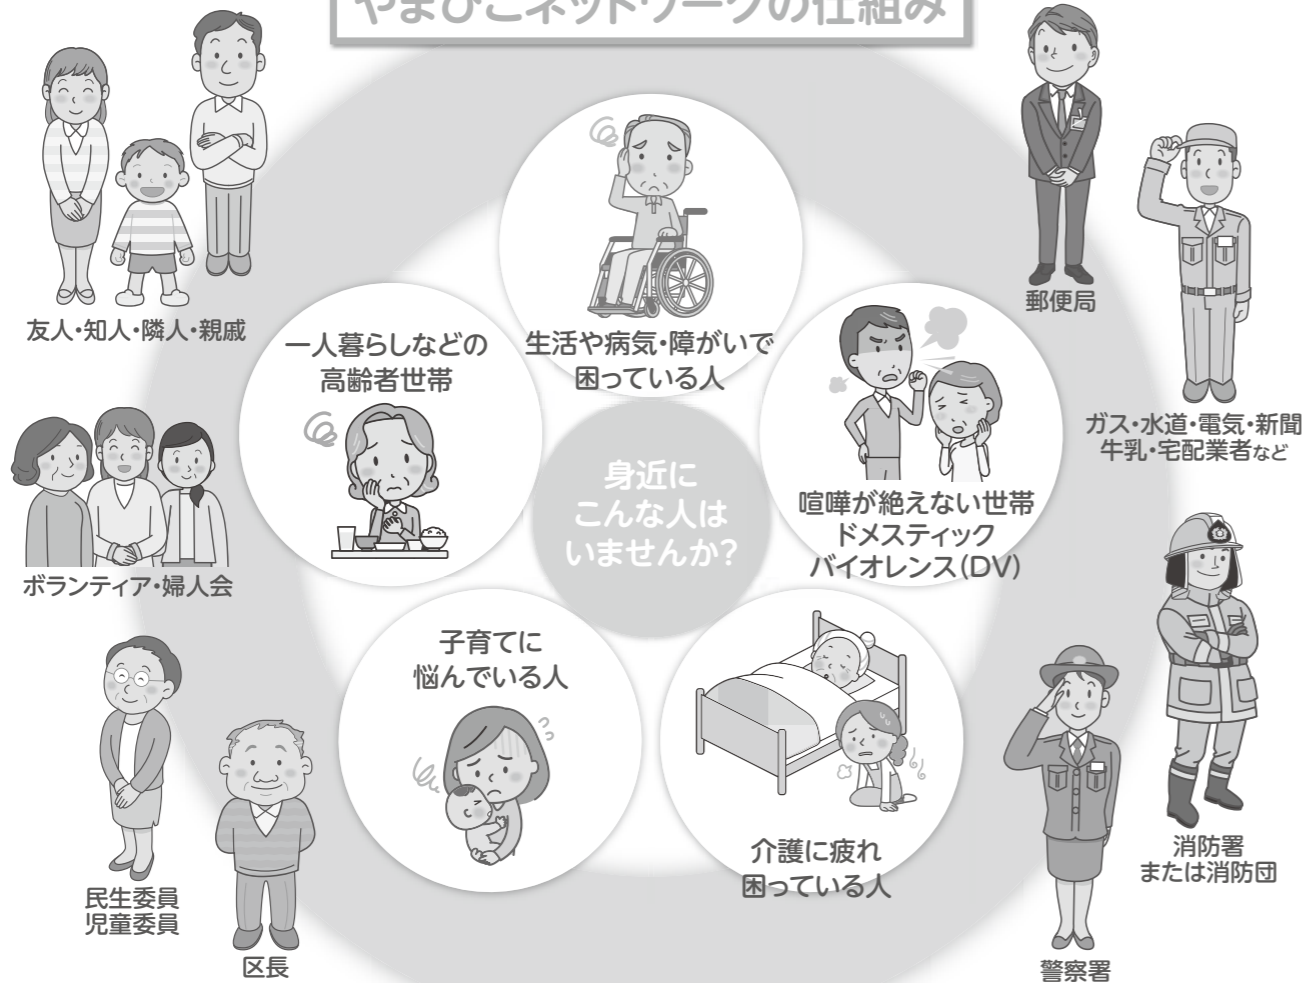 やまびこネットワークの仕組み
友人・知人・隣人・親戚
郵便局
ガス・水道・電気・新聞
牛乳・宅配業者など
生活や病気・障がいで
困っている人
一人暮らしなどの
高齢者世帯
身近に
こんな人は
いませんか?
喧嘩が絶えない世帯
ドメスティック
バイオレンス(DV)
ボランティア・婦人会
子育てに
悩んでいる人
介護に疲れ
困っている人
民生委員
児童委員
区長
消防署
または消防団
警察署